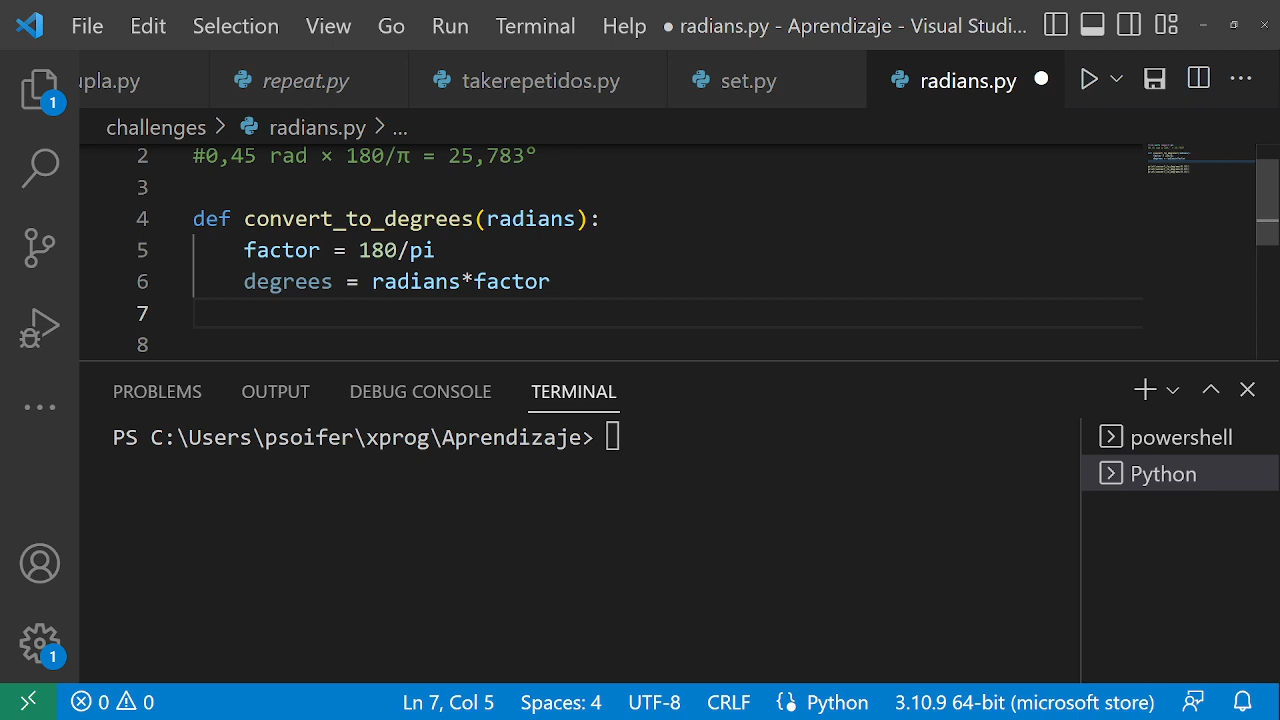 File Edit Selection View Go Run Terminal Help ● radians.py - Aprendizaje - Visual Studi...
upla.py repeat.py takerepetidos.py set.py radians.py
challenges > radians.py > ...
2 #0,45 rad × 180/π = 25,783°
3
4 def convert_to_degrees(radians):
5 factor = 180/pi
6 degrees = radians*factor
7
8
PROBLEMS OUTPUT DEBUG CONSOLE TERMINAL
PS C:\Users\psoifer\xprog\Aprendizaje>
powershell
Python
1
1
0 0 Ln 7, Col 5 Spaces: 4 UTF-8 CRLF Python 3.10.9 64-bit (microsoft store)